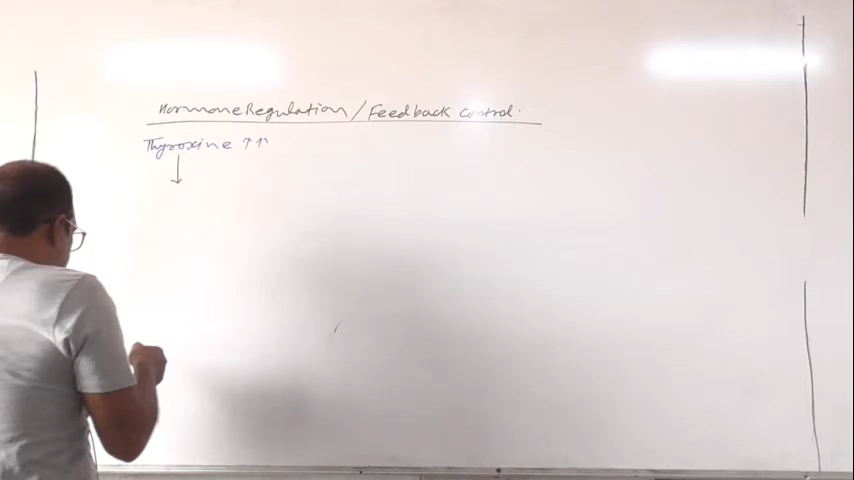 Hormone Regulation / Feedback control.
Thyroxine ↑↑
↓